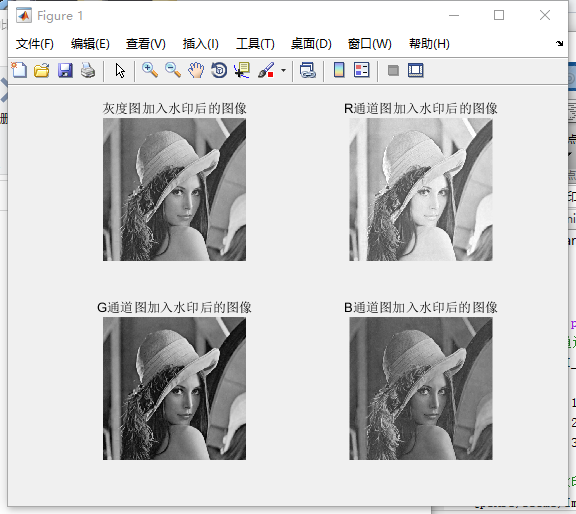 Figure 1
文件(F) 编辑(E) 查看(V) 插入(I) 工具(T) 桌面(D) 窗口(W) 帮助(H)
灰度图加入水印后的图像 R通道图加入水印后的图像
G通道图加入水印后的图像 B通道图加入水印后的图像